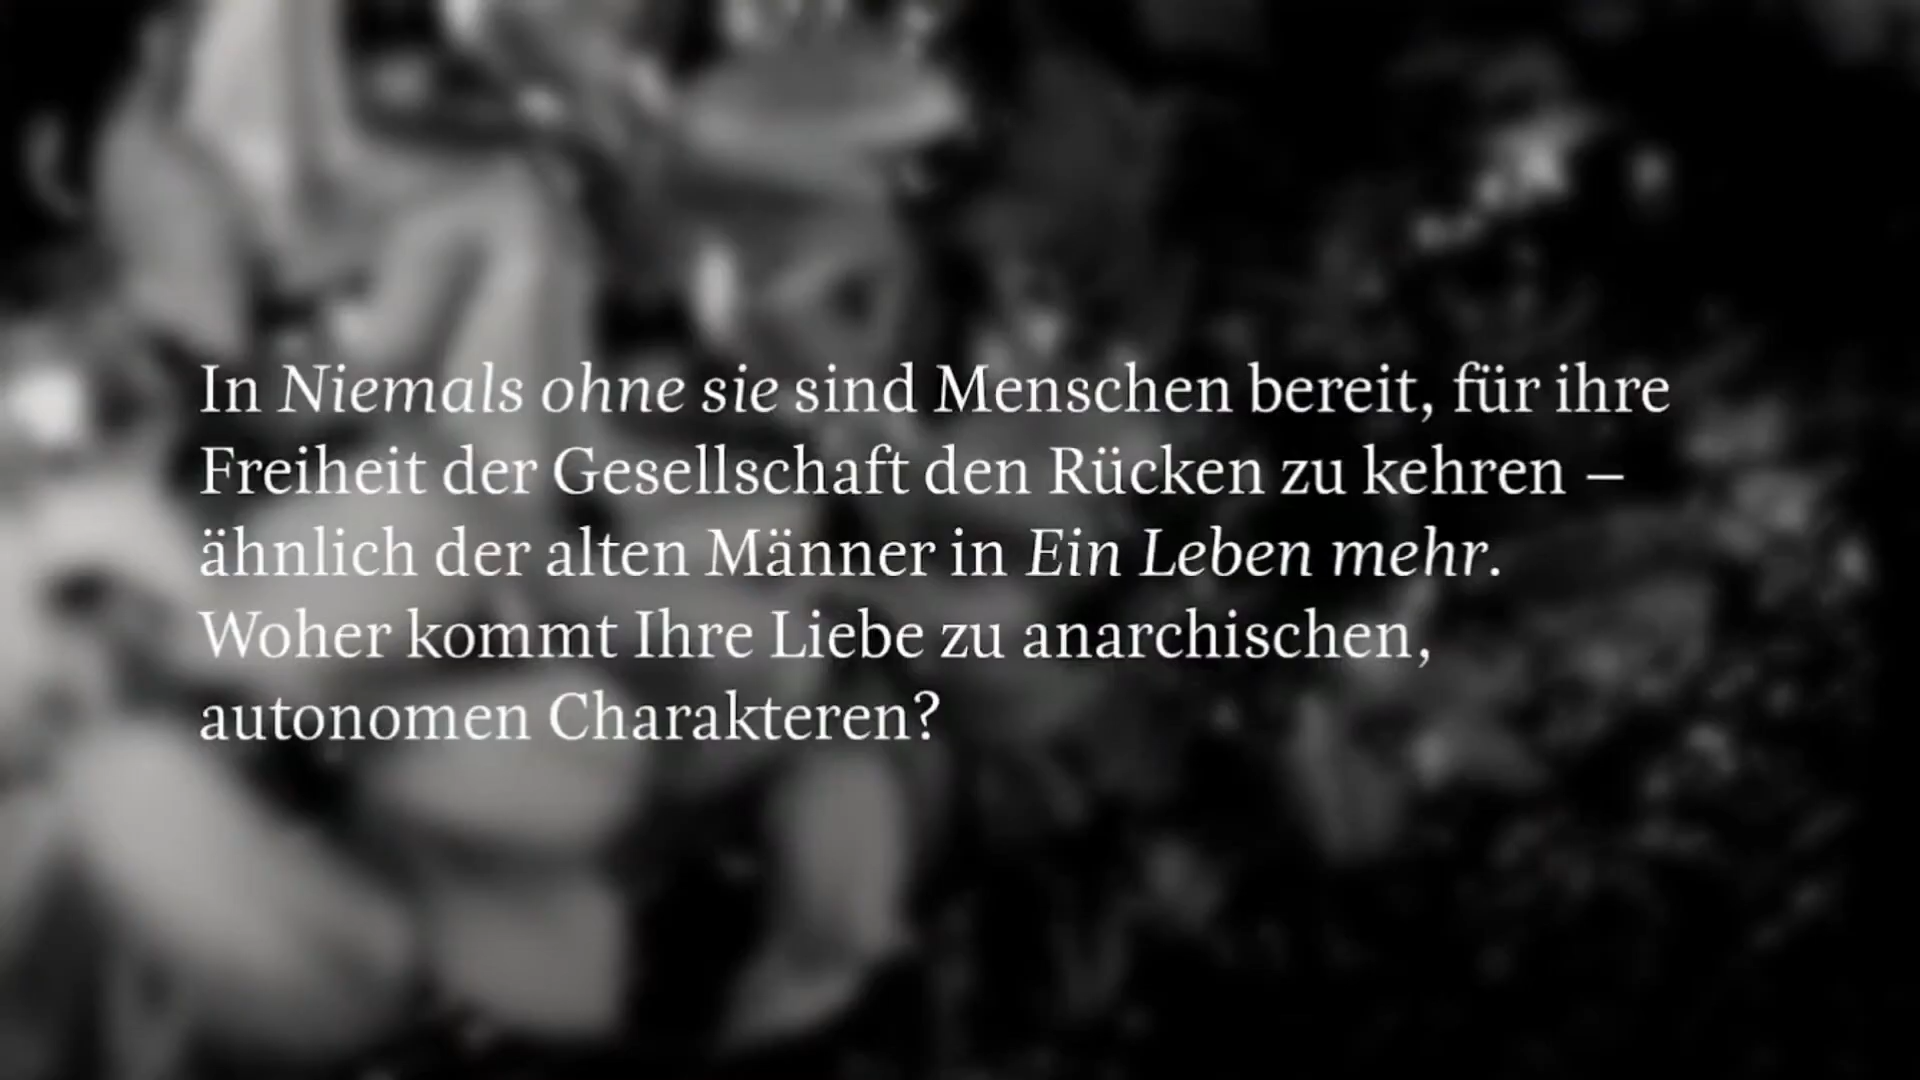 In Niemals ohne sie sind Menschen bereit, für ihre
Freiheit der Gesellschaft den Rücken zu kehren –
ähnlich der alten Männer in Ein Leben mehr.
Woher kommt Ihre Liebe zu anarchischen,
autonomen Charakteren?